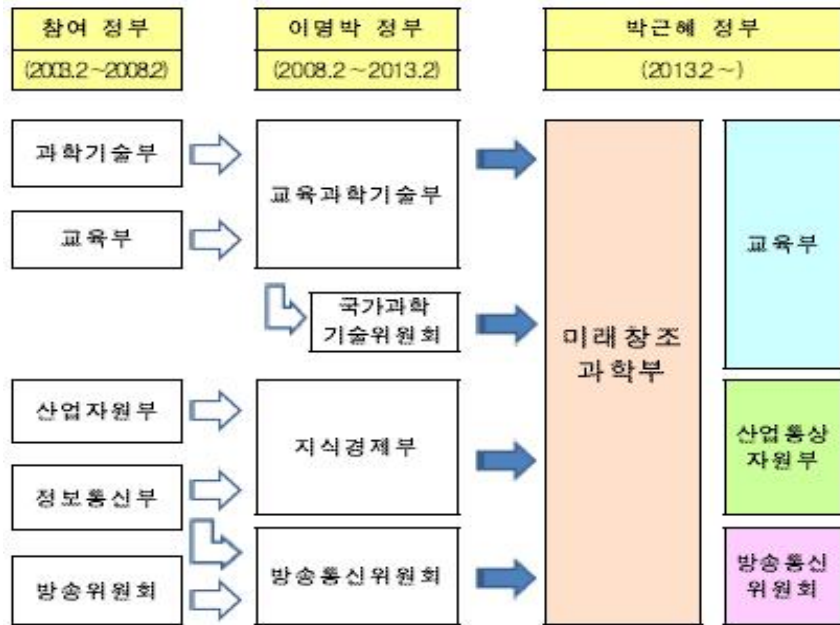 참여 정부
(2003.2~2008.2)
이명박 정부
(2008.2~2013.2)
박근혜 정부
(2013.2~)
과학기술부
교육부
교육과학기술부
국가과학
기술위원회
산업자원부
정보통신부
방송위원회
지식경제부
방송통신위원회
미래창조
과학부
교육부
산업통상
자원부
방송통신
위원회